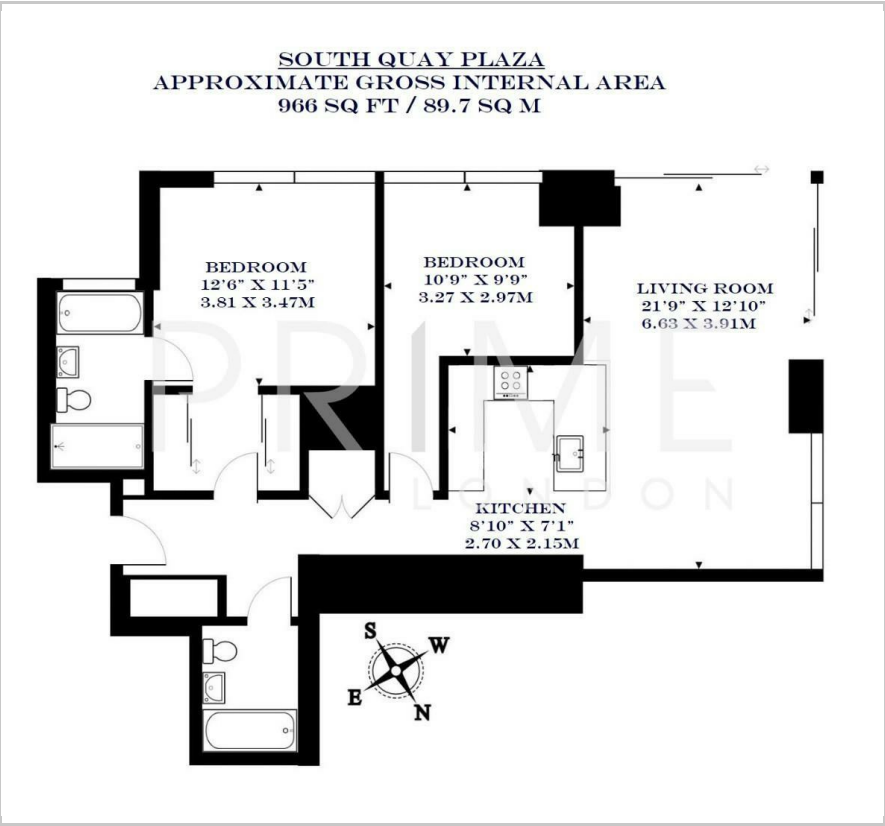 SOUTH QUAY PLAZA
APPROXIMATE GROSS INTERNAL AREA
966 SQ FT / 89.7 SQ M
BEDROOM
12'6" X 11'5"
3.81 X 3.47M
BEDROOM
10'9" X 9'9"
3.27 X 2.97M
LIVING ROOM
21'9" X 12'10"
6.63 X 3.91M
PRIME
LONDON
KITCHEN
8'10" X 7'1"
2.70 X 2.15M
S
W
E
N